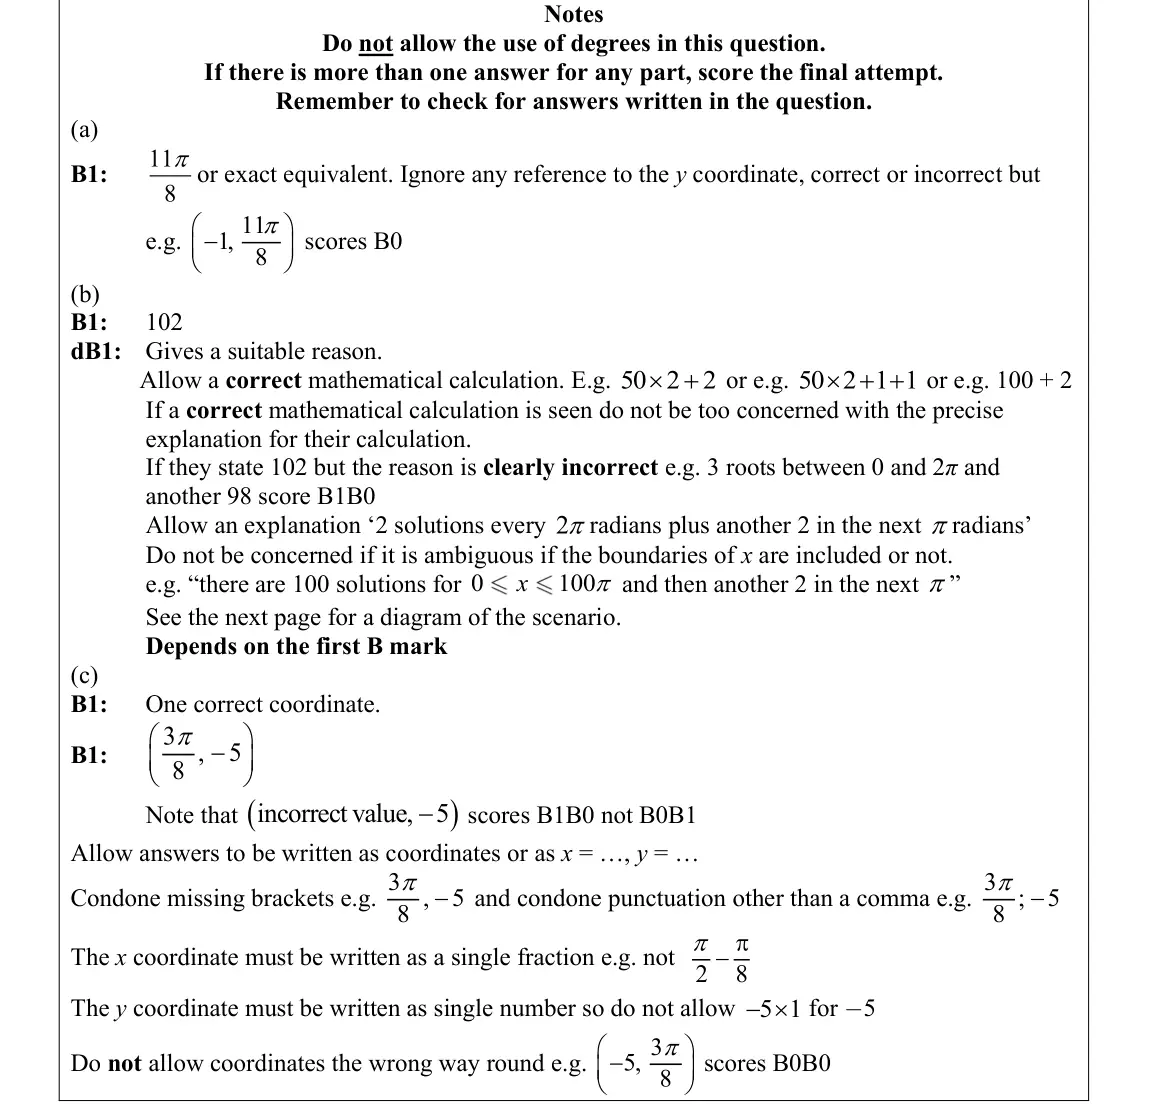 Notes
Do not allow the use of degrees in this question.
If there is more than one answer for any part, score the final attempt.
Remember to check for answers written in the question.
(a)
B1: 11π/8 or exact equivalent. Ignore any reference to the y coordinate, correct or incorrect but
e.g. (−1, 11π/8) scores B0
(b)
B1: 102
dB1: Gives a suitable reason.
Allow a correct mathematical calculation. E.g. 50×2+2 or e.g. 50×2+1+1 or e.g. 100 + 2
If a correct mathematical calculation is seen do not be too concerned with the precise
explanation for their calculation.
If they state 102 but the reason is clearly incorrect e.g. 3 roots between 0 and 2π and
another 98 score B1B0
Allow an explanation ‘2 solutions every 2π radians plus another 2 in the next π radians’
Do not be concerned if it is ambiguous if the boundaries of x are included or not.
e.g. “there are 100 solutions for 0 ⩽ x ⩽ 100π and then another 2 in the next π”
See the next page for a diagram of the scenario.
Depends on the first B mark
(c)
B1: One correct coordinate.
B1: (3π/8, −5)
Note that (incorrect value, −5) scores B1B0 not B0B1
Allow answers to be written as coordinates or as x = …, y = …
Condone missing brackets e.g. 3π/8, −5 and condone punctuation other than a comma e.g. 3π/8; −5
The x coordinate must be written as a single fraction e.g. not π/2 − π/8
The y coordinate must be written as single number so do not allow −5×1 for −5
Do not allow coordinates the wrong way round e.g. (−5, 3π/8) scores B0B0